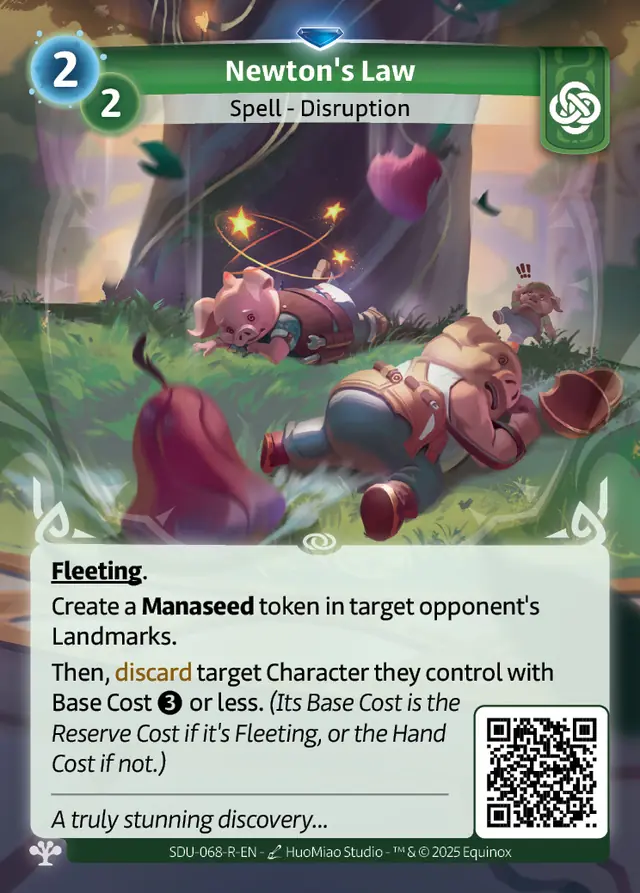 2
Newton's Law
2
Spell - Disruption
!!!
Fleeting.
Create a Manaseed token in target opponent's
Landmarks.
Then, discard target Character they control with
Base Cost 3 or less. (Its Base Cost is the
Reserve Cost if it's Fleeting, or the Hand
Cost if not.)
A truly stunning discovery...
SDU-068-R-EN - HuoMiao Studio - ™ & © 2025 Equinox